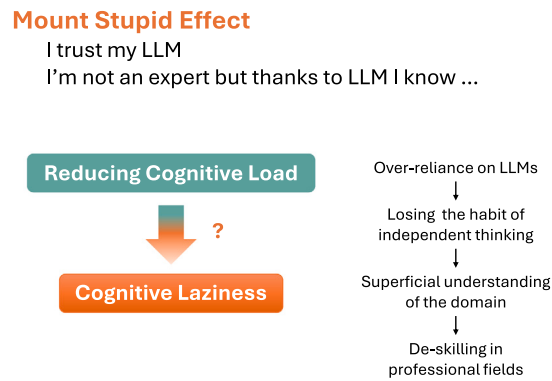 Mount Stupid Effect
I trust my LLM
I'm not an expert but thanks to LLM I know ...
Reducing Cognitive Load
?
Cognitive Laziness
Over-reliance on LLMs
Losing the habit of
independent thinking
Superficial understanding
of the domain
De-skilling in
professional fields